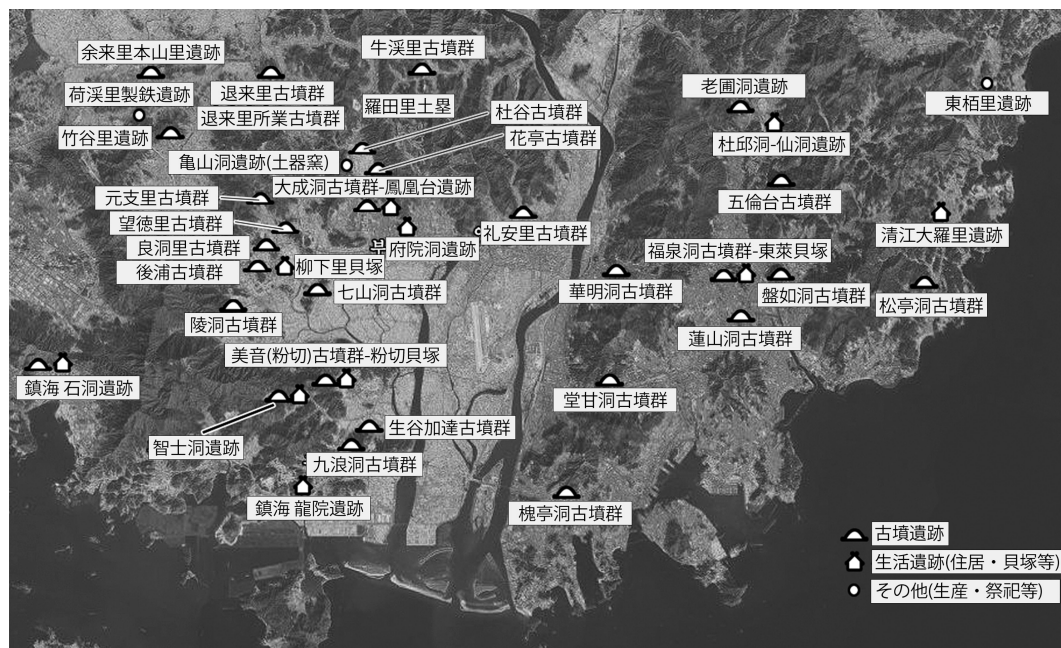 余来里本山里遺跡
牛渓里古墳群
荷渓里製鉄遺跡
退来里古墳群
羅田里土塁
老圃洞遺跡
東栢里遺跡
竹谷里遺跡
退来里所業古墳群
杜谷古墳群
花亭古墳群
杜邱洞-仙洞遺跡
亀山洞遺跡(土器窯)
大成洞古墳群-鳳凰台遺跡
元支里古墳群
五倫台古墳群
望徳里古墳群
府院洞遺跡
礼安里古墳群
清江大羅里遺跡
良洞里古墳群
부
福泉洞古墳群-東萊貝塚
後浦古墳群
柳下里貝塚
七山洞古墳群
華明洞古墳群
盤如洞古墳群
松亭洞古墳群
陵洞古墳群
蓮山洞古墳群
美音(粉切)古墳群-粉切貝塚
鎮海 石洞遺跡
堂甘洞古墳群
智士洞遺跡
生谷加達古墳群
九浪洞古墳群
鎮海 龍院遺跡
槐亭洞古墳群
古墳遺跡
生活遺跡(住居・貝塚等)
その他(生産・祭祀等)